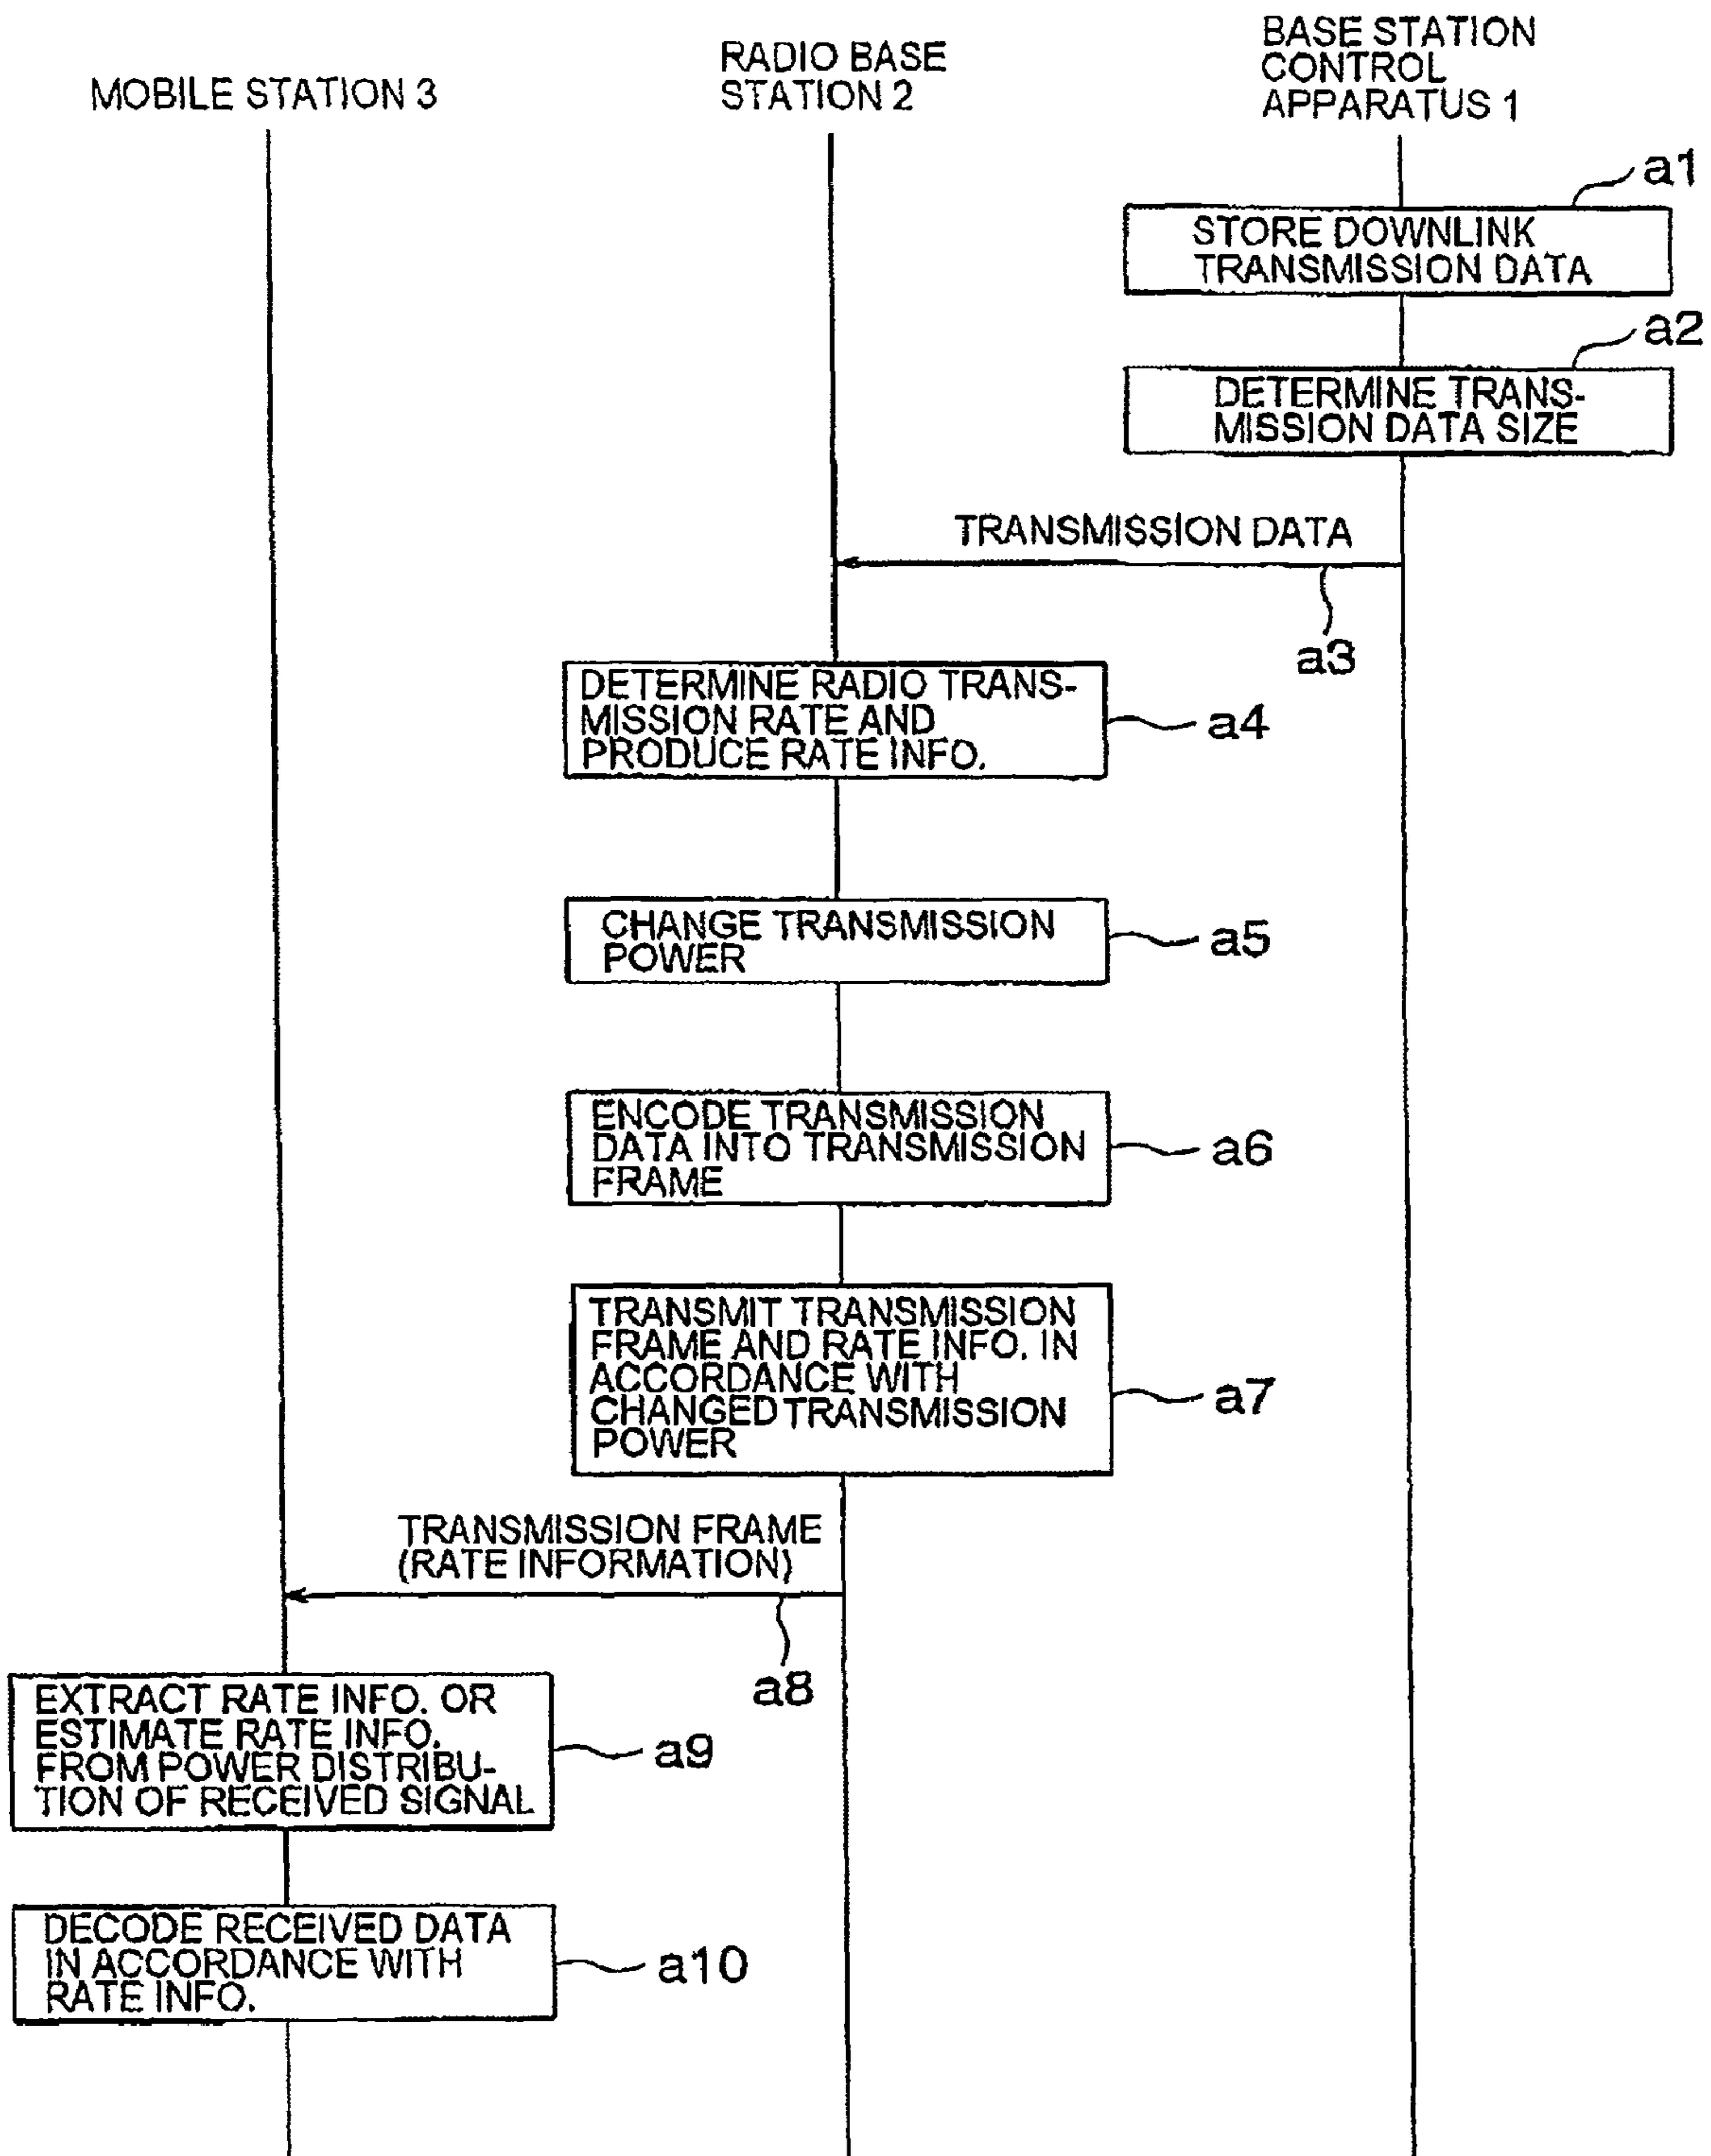 MOBILE STATION 3
RADIO BASE
STATION 2
BASE STATION
CONTROL
APPARATUS 1
a1
STORE DOWNLINK
TRANSMISSION DATA
a2
DETERMINE TRANS-
MISSION DATA SIZE
TRANSMISSION DATA
a3
DETERMINE RADIO TRANS-
MISSION RATE AND
PRODUCE RATE INFO.
a4
CHANGE TRANSMISSION
POWER
a5
ENCODE TRANSMISSION
DATA INTO TRANSMISSION
FRAME
a6
TRANSMIT TRANSMISSION
FRAME AND RATE INFO. IN
ACCORDANCE WITH
CHANGED TRANSMISSION
POWER
a7
TRANSMISSION FRAME
(RATE INFORMATION)
a8
EXTRACT RATE INFO. OR
ESTIMATE RATE INFO.
FROM POWER DISTRIBU-
TION OF RECEIVED SIGNAL
a9
DECODE RECEIVED DATA
IN ACCORDANCE WITH
RATE INFO.
a10